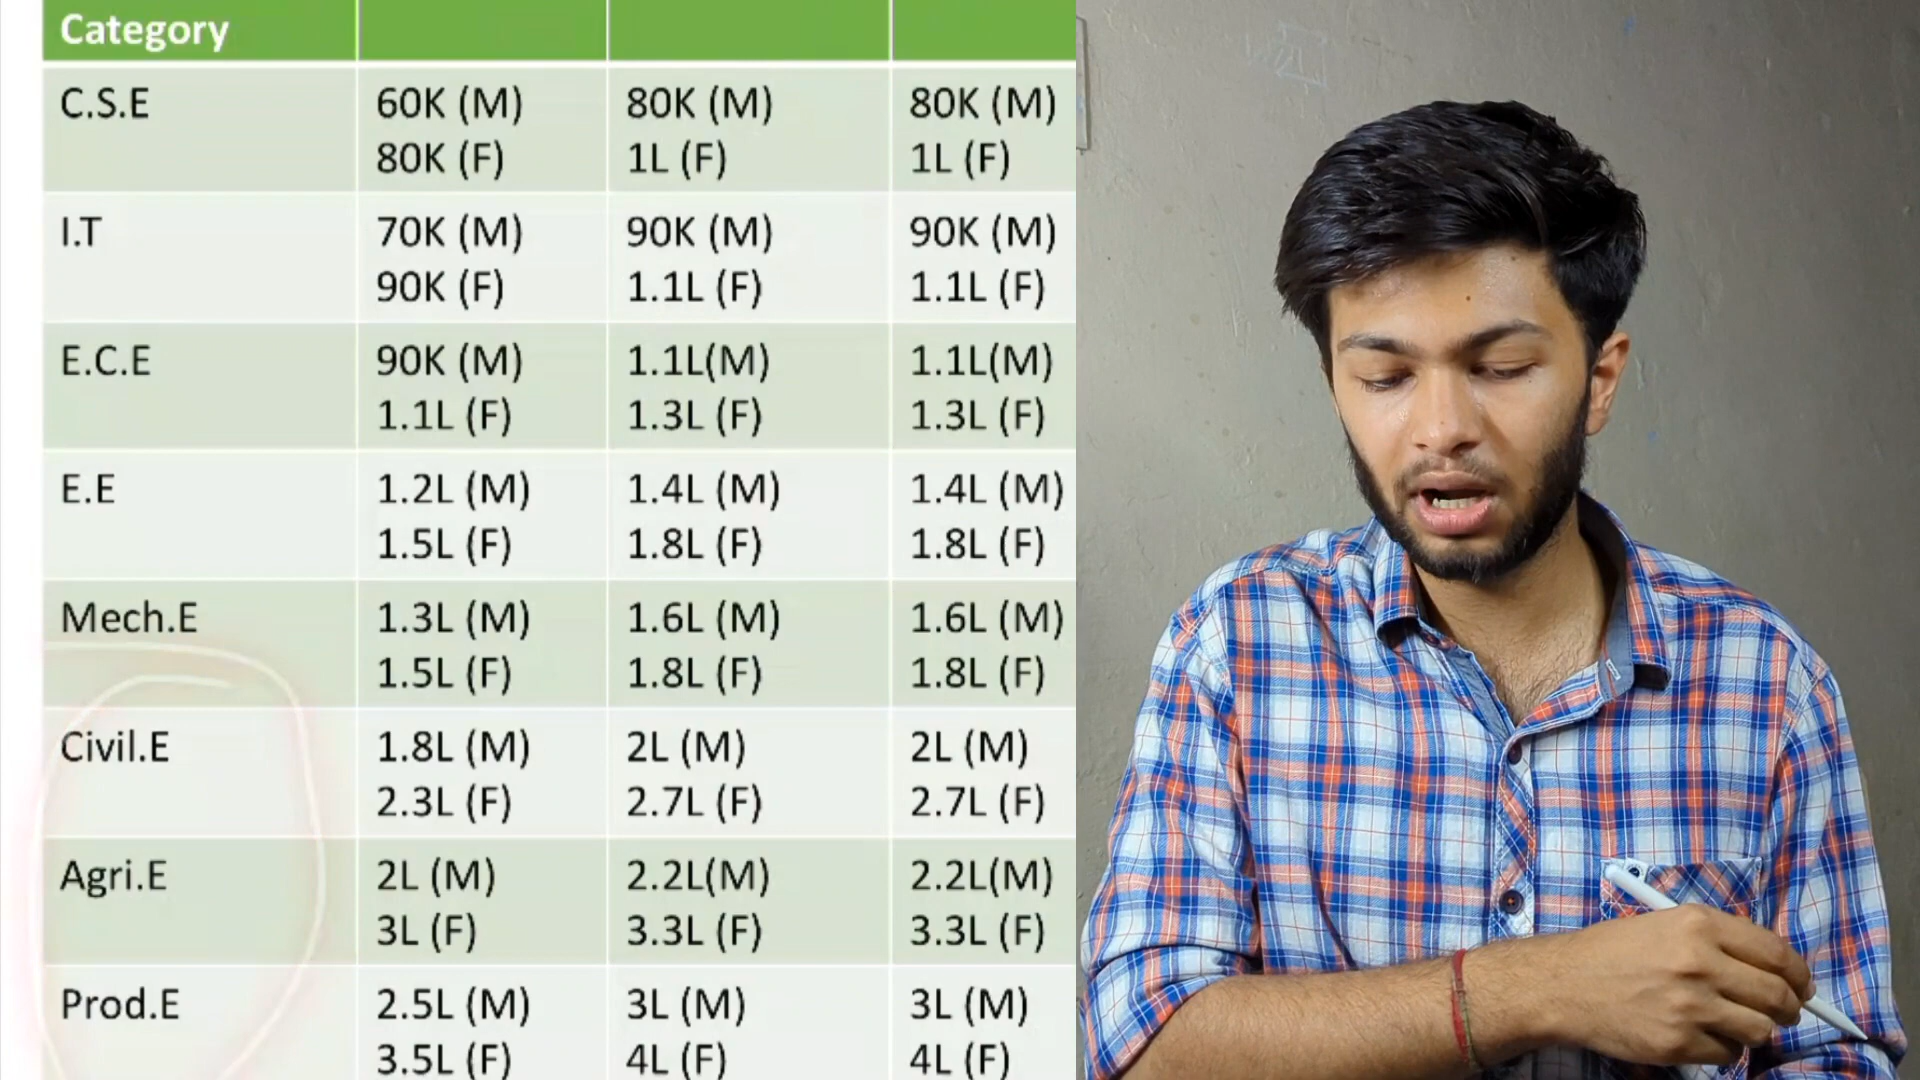 Category
C.S.E 60K (M) 80K (M) 80K (M)
80K (F) 1L (F) 1L (F)
I.T 70K (M) 90K (M) 90K (M)
90K (F) 1.1L (F) 1.1L (F)
E.C.E 90K (M) 1.1L(M) 1.1L(M)
1.1L (F) 1.3L (F) 1.3L (F)
E.E 1.2L (M) 1.4L (M) 1.4L (M)
1.5L (F) 1.8L (F) 1.8L (F)
Mech.E 1.3L (M) 1.6L (M) 1.6L (M)
1.5L (F) 1.8L (F) 1.8L (F)
Civil.E 1.8L (M) 2L (M) 2L (M)
2.3L (F) 2.7L (F) 2.7L (F)
Agri.E 2L (M) 2.2L(M) 2.2L(M)
3L (F) 3.3L (F) 3.3L (F)
Prod.E 2.5L (M) 3L (M) 3L (M)
3.5L (F) 4L (F) 4L (F)